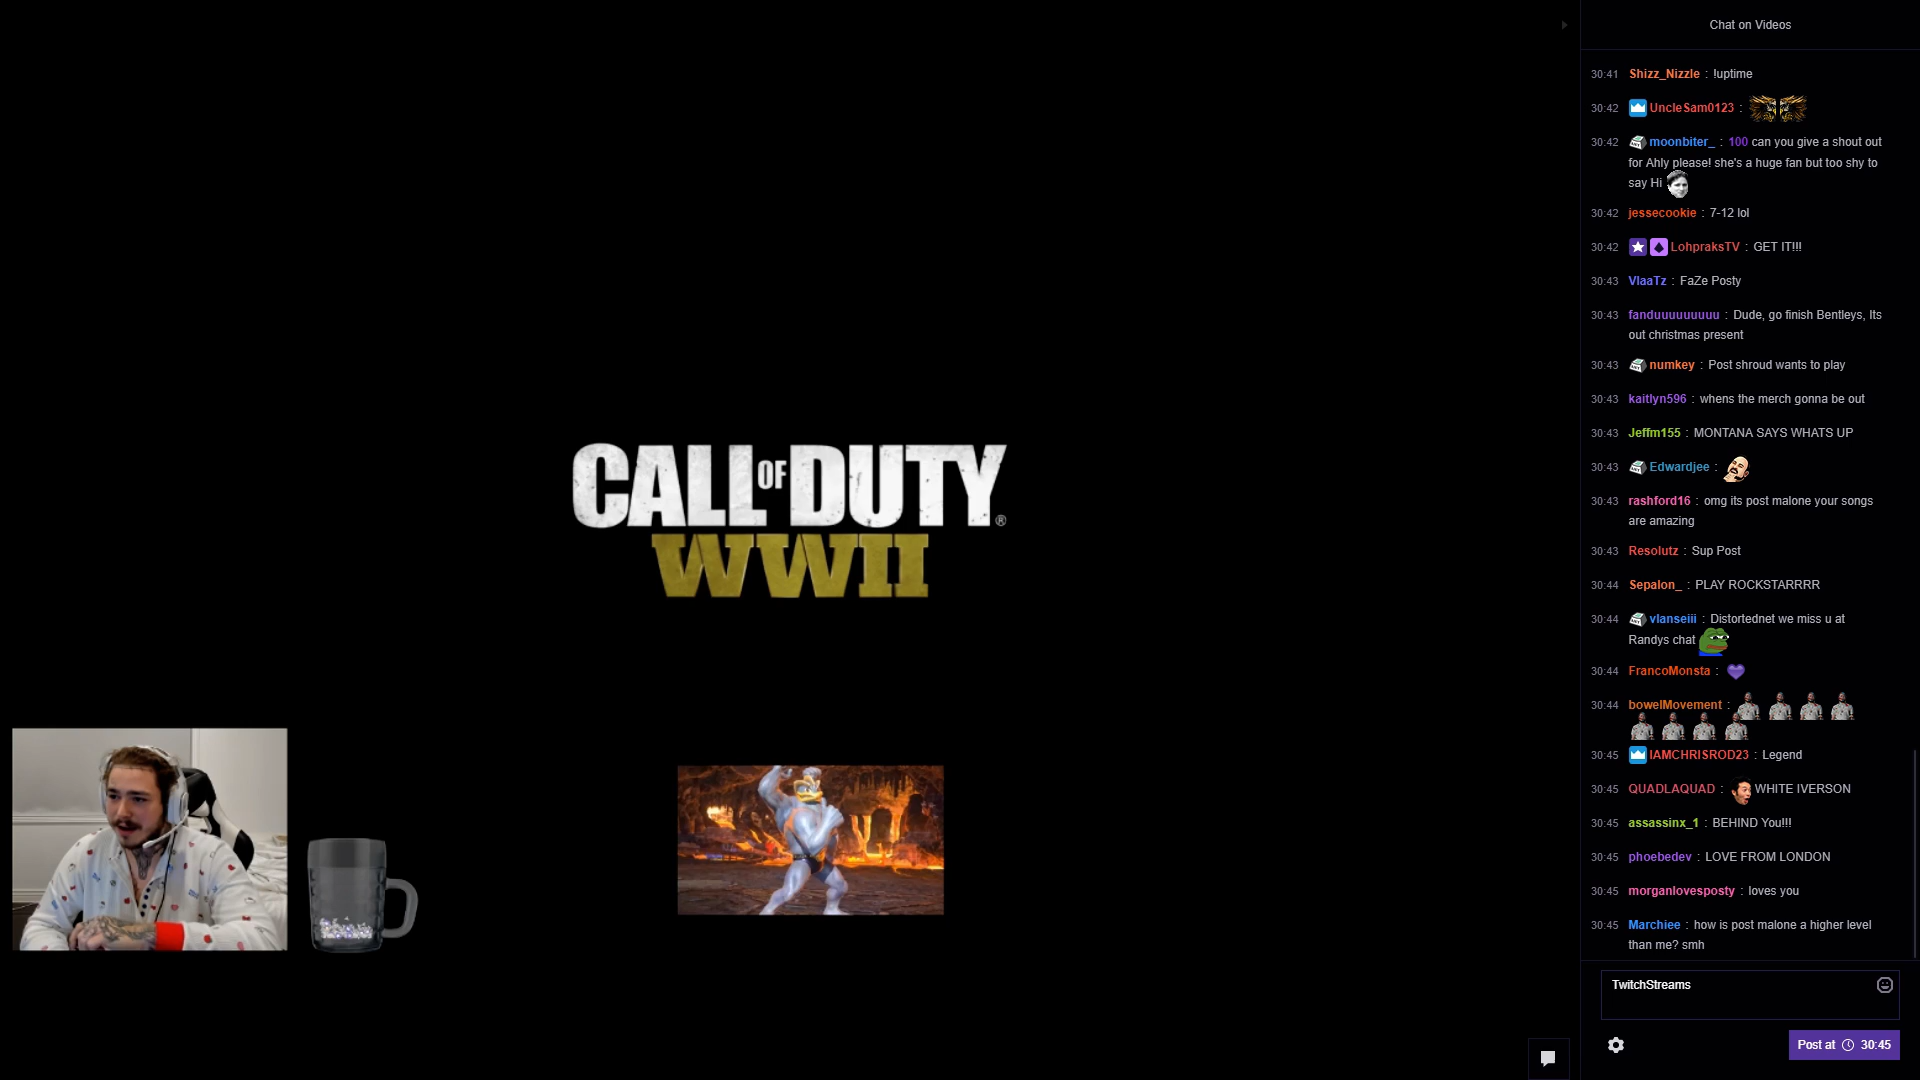 CALL OF DUTY®
WWII
Chat on Videos
30:41 Shizz_Nizzle : !uptime
30:42 UncleSam0123 :
30:42 moonbiter_ : 100 can you give a shout out
for Ahly please! she's a huge fan but too shy to
say Hi
30:42 jessecookie : 7-12 lol
30:42 LohpraksTV : GET IT!!!
30:43 VlaaTz : FaZe Posty
30:43 fanduuuuuuuuu : Dude, go finish Bentleys, Its
out christmas present
30:43 numkey : Post shroud wants to play
30:43 kaitlyn596 : whens the merch gonna be out
30:43 Jeffm155 : MONTANA SAYS WHATS UP
30:43 Edwardjee :
30:43 rashford16 : omg its post malone your songs
are amazing
30:43 Resolutz : Sup Post
30:44 Sepalon_ : PLAY ROCKSTARRRR
30:44 vlanseiii : Distortednet we miss u at
Randys chat
30:44 FrancoMonsta :
30:44 bowelMovement :
30:45 IAMCHRISROD23 : Legend
30:45 QUADLAQUAD : WHITE IVERSON
30:45 assassinx_1 : BEHIND You!!!
30:45 phoebedev : LOVE FROM LONDON
30:45 morganlovesposty : loves you
30:45 Marchiee : how is post malone a higher level
than me? smh
TwitchStreams
Post at 30:45